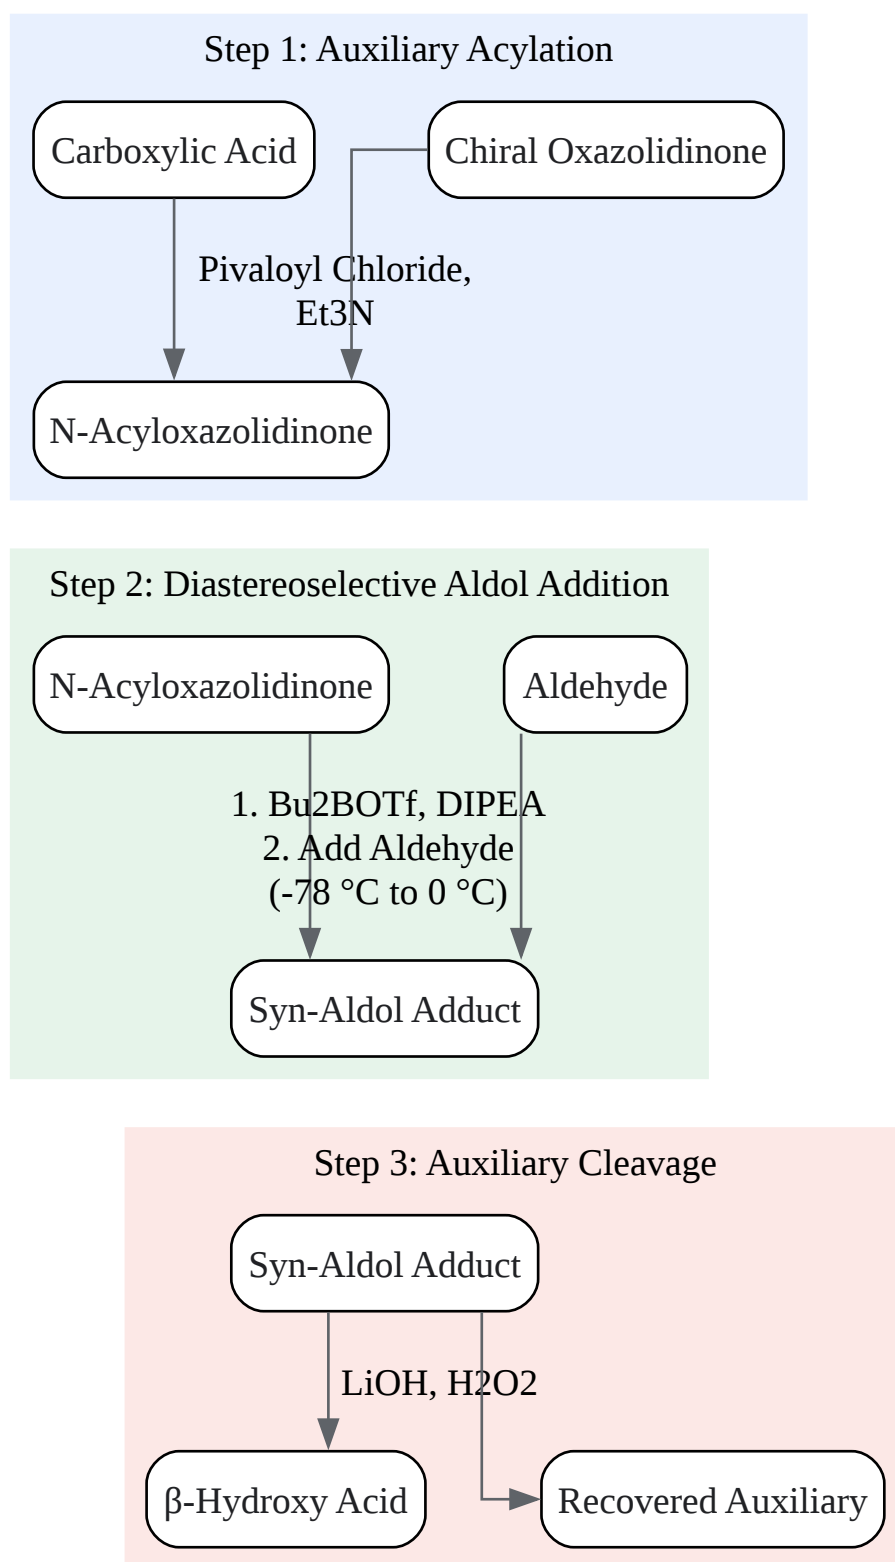 Step 1: Auxiliary Acylation
Carboxylic Acid
Chiral Oxazolidinone
Pivaloyl Chloride,
Et3N
N-Acyloxazolidinone
Step 2: Diastereoselective Aldol Addition
N-Acyloxazolidinone
Aldehyde
1. Bu2BOTf, DIPEA
2. Add Aldehyde
(-78 °C to 0 °C)
Syn-Aldol Adduct
Step 3: Auxiliary Cleavage
Syn-Aldol Adduct
LiOH, H2O2
β-Hydroxy Acid
Recovered Auxiliary